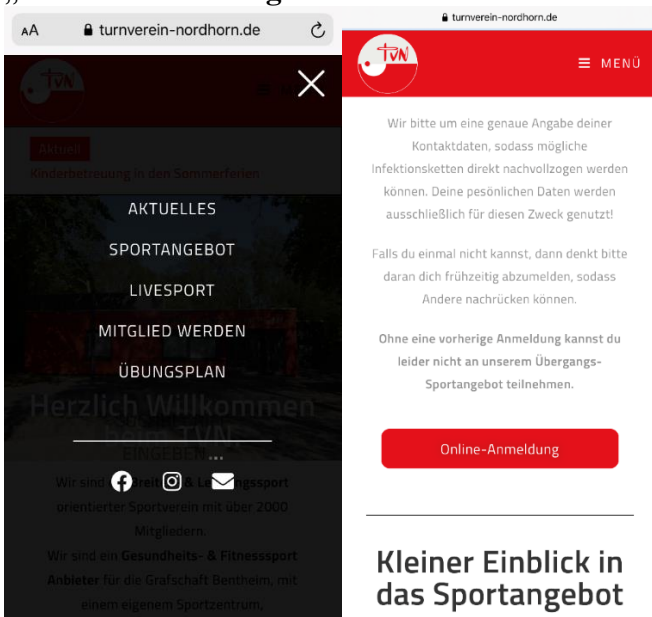 AA turnverein-nordhorn.de
TVN
Aktuell
Kinderbetreuung in den Sommerferien
AKTUELLES
SPORTANGEBOT
LIVESPORT
MITGLIED WERDEN
ÜBUNGSPLAN
Herzlich Willkommen
beim TVN
EINGEBEN ...
Wir sind Breiten & Leistungssport
orientierter Sportverein mit über 2000
Mitgliedern.
Wir sind ein Gesundheits- & Fitnesssport
Anbieter für die Grafschaft Bentheim, mit
einem eigenem Sportzentrum,
turnverein-nordhorn.de
TVN
MENÜ
Wir bitte um eine genaue Angabe deiner
Kontaktdaten, sodass mögliche
Infektionsketten direkt nachvollzogen werden
können. Deine pesönlichen Daten werden
ausschließlich für diesen Zweck genutzt!
Falls du einmal nicht kannst, dann denkt bitte
daran dich frühzeitig abzumelden, sodass
Andere nachrücken können.
Ohne eine vorherige Anmeldung kannst du
leider nicht an unserem Übergangs-
Sportangebot teilnehmen.
Online-Anmeldung
Kleiner Einblick in
das Sportangebot